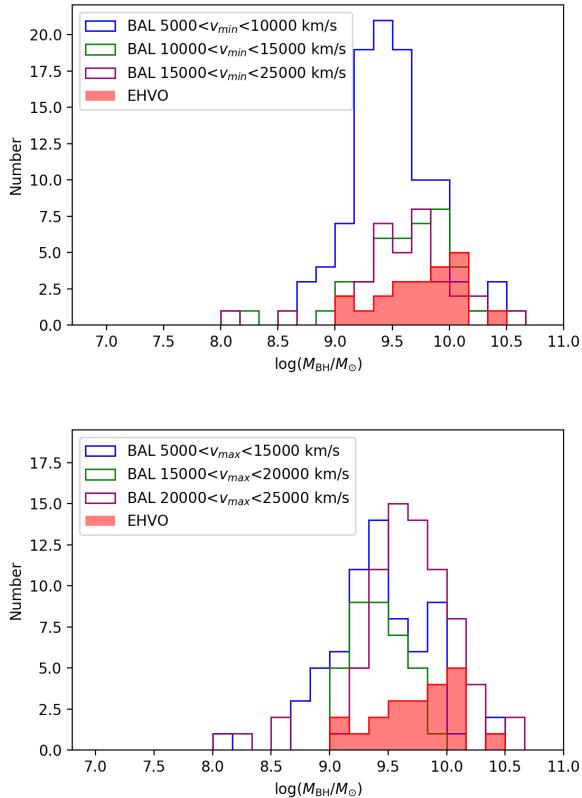 BAL 5000<v_min<10000 km/s
BAL 10000<v_min<15000 km/s
BAL 15000<v_min<25000 km/s
EHVO
Number
20.0
17.5
15.0
12.5
10.0
7.5
5.0
2.5
0.0
7.0 7.5 8.0 8.5 9.0 9.5 10.0 10.5 11.0
log(M_BH/M_⊙)
BAL 5000<v_max<15000 km/s
BAL 15000<v_max<20000 km/s
BAL 20000<v_max<25000 km/s
EHVO
Number
17.5
15.0
12.5
10.0
7.5
5.0
2.5
0.0
7.0 7.5 8.0 8.5 9.0 9.5 10.0 10.5 11.0
log(M_BH/M_⊙)